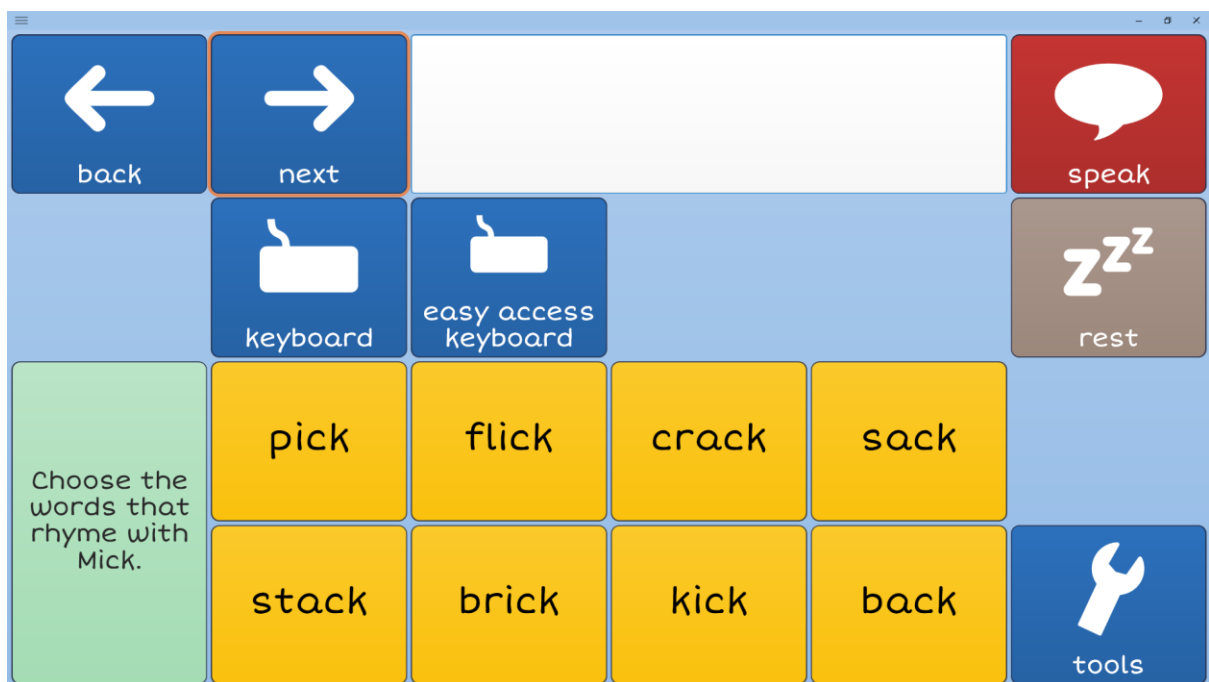 back
next
speak
keyboard
easy access
keyboard
zzz
rest
Choose the
words that
rhyme with
Mick.
pick
flick
crack
sack
stack
brick
kick
back
tools